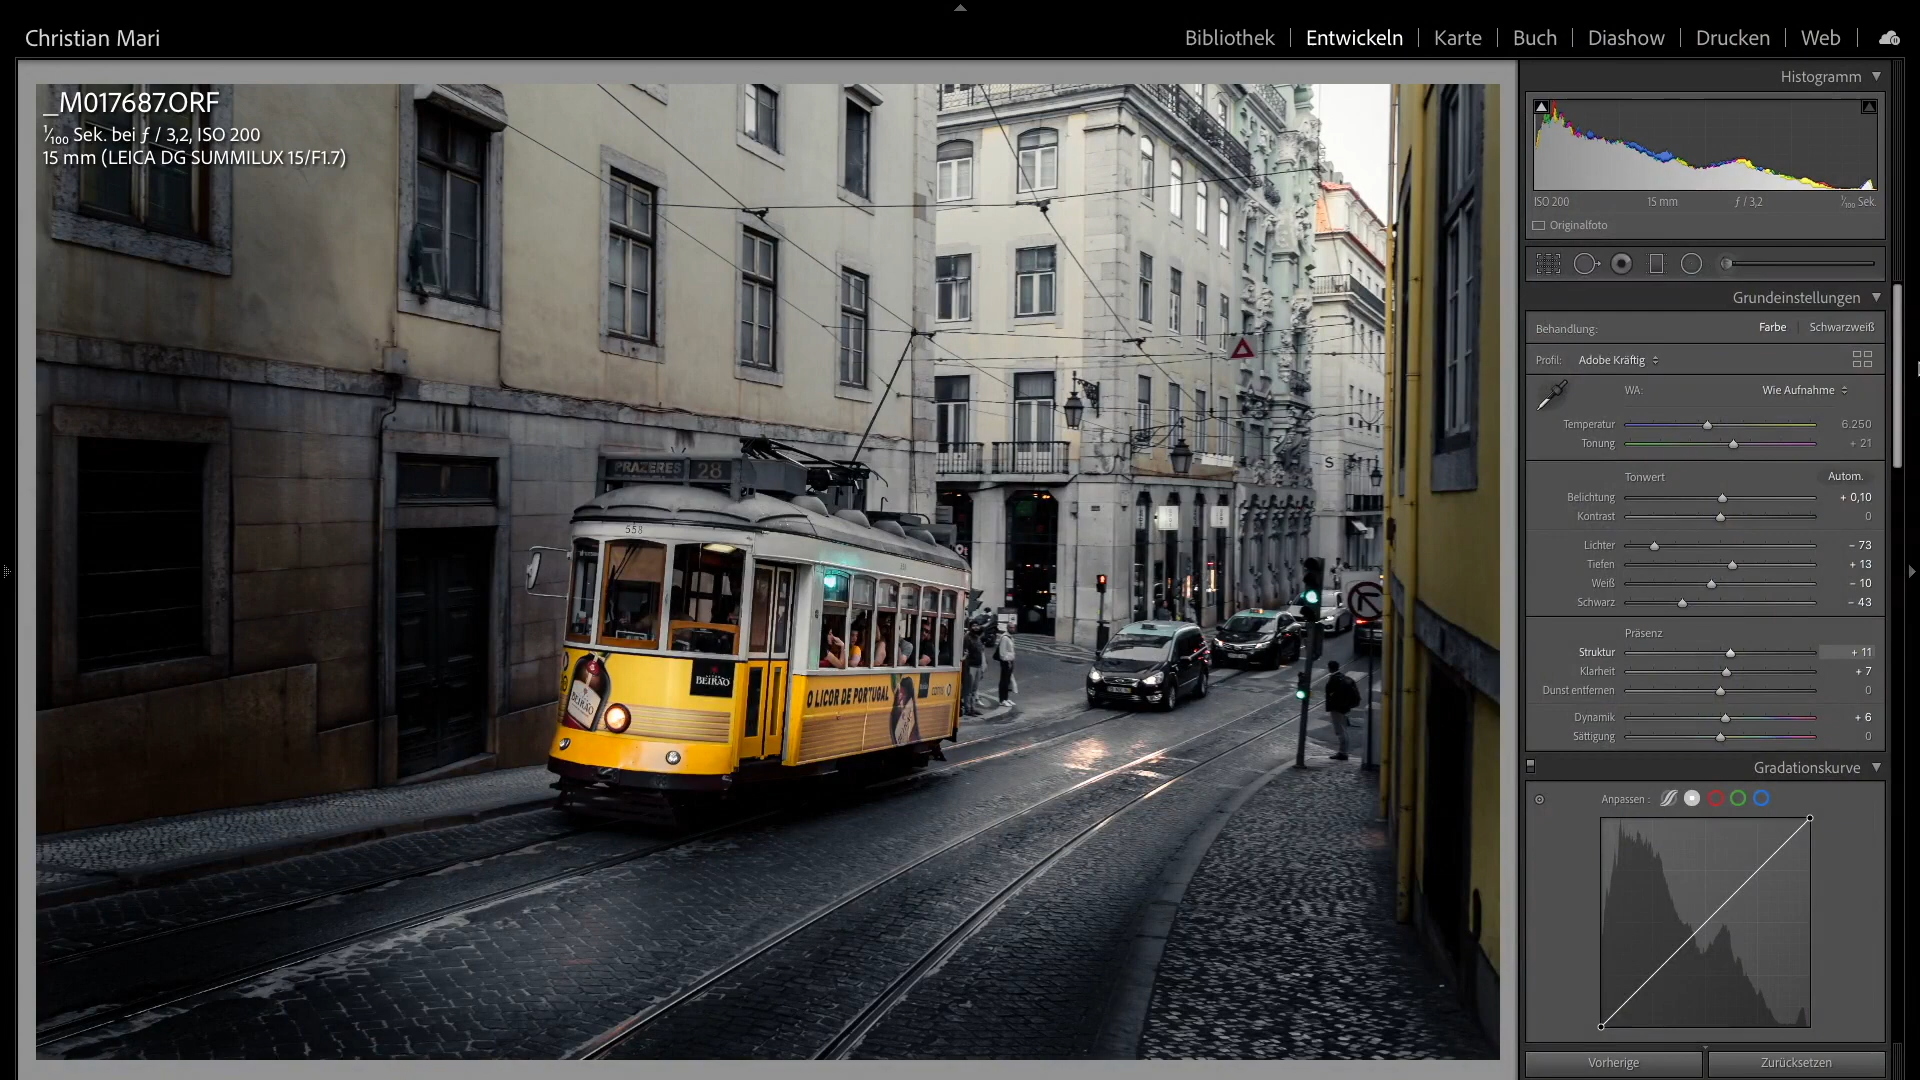 Christian Mari
Bibliothek | Entwickeln | Karte | Buch | Diashow | Drucken | Web |
_M017687.ORF
1/100 Sek. bei ƒ / 3,2, ISO 200
15 mm (LEICA DG SUMMILUX 15/F1.7)
PRAZERES 28
558
BEIRÃO
BEIRÃO
O LICOR DE PORTUGAL
S
Histogramm
ISO 200 15 mm ƒ / 3,2 1/100 Sek.
Originalfoto
Grundeinstellungen
Behandlung: Farbe | Schwarzweiß
Profil: Adobe Kräftig
WA: Wie Aufnahme
Temperatur 6.250
Tonung + 21
Tonwert Autom.
Belichtung + 0,10
Kontrast 0
Lichter − 73
Tiefen + 13
Weiß − 10
Schwarz − 43
Präsenz
Struktur + 11
Klarheit + 7
Dunst entfernen 0
Dynamik + 6
Sättigung 0
Gradationskurve
Anpassen :
Vorherige Zurücksetzen